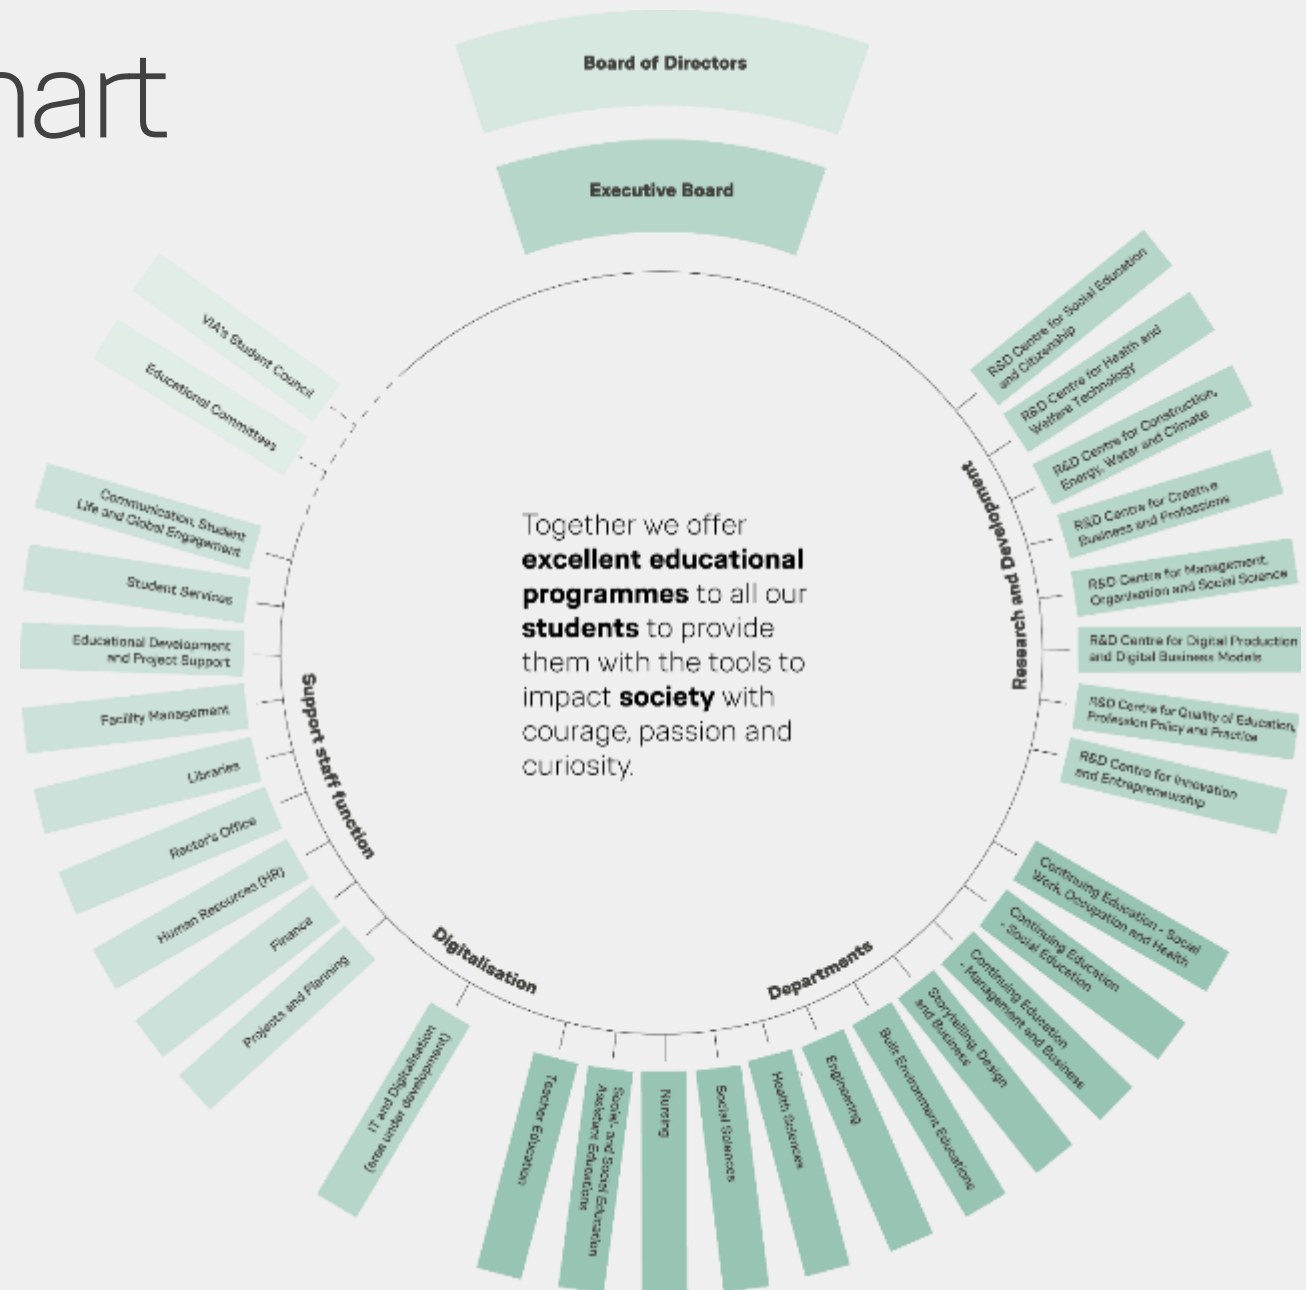 hart
Board of Directors
Executive Board
R&D Centre for Social Education
and Citizenship
R&D Centre for Health and
Welfare Technology
R&D Centre for Construction,
Energy, Water and Climate
R&D Centre for Creative
Business and Professions
R&D Centre for Management,
Organisation and Social Science
R&D Centre for Digital Production
and Digital Business Models
R&D Centre for Quality of Education,
Profession Policy and Practice
R&D Centre for Innovation
and Entrepreneurship
Research and Development
Continuing Education - Social
Work, Occupation and Health
Continuing Education
- Social Education
Continuing Education
- Management and Business
Storytelling, Design
and Business
Built Environment Educations
Engineering
Health Sciences
Social Sciences
Nursing
Social- and Social Education
Assistant Educations
Teacher Education
Departments
IT and Digitalisation
(area under development)
Digitalisation
Projects and Planning
Finance
Human Resources (HR)
Rector's Office
Libraries
Facility Management
Educational Development
and Project Support
Student Services
Communication, Student
Life and Global Engagement
Support staff function
Educational Committees
VIA's Student Council
Together we offer
excellent educational
programmes to all our
students to provide
them with the tools to
impact society with
courage, passion and
curiosity.